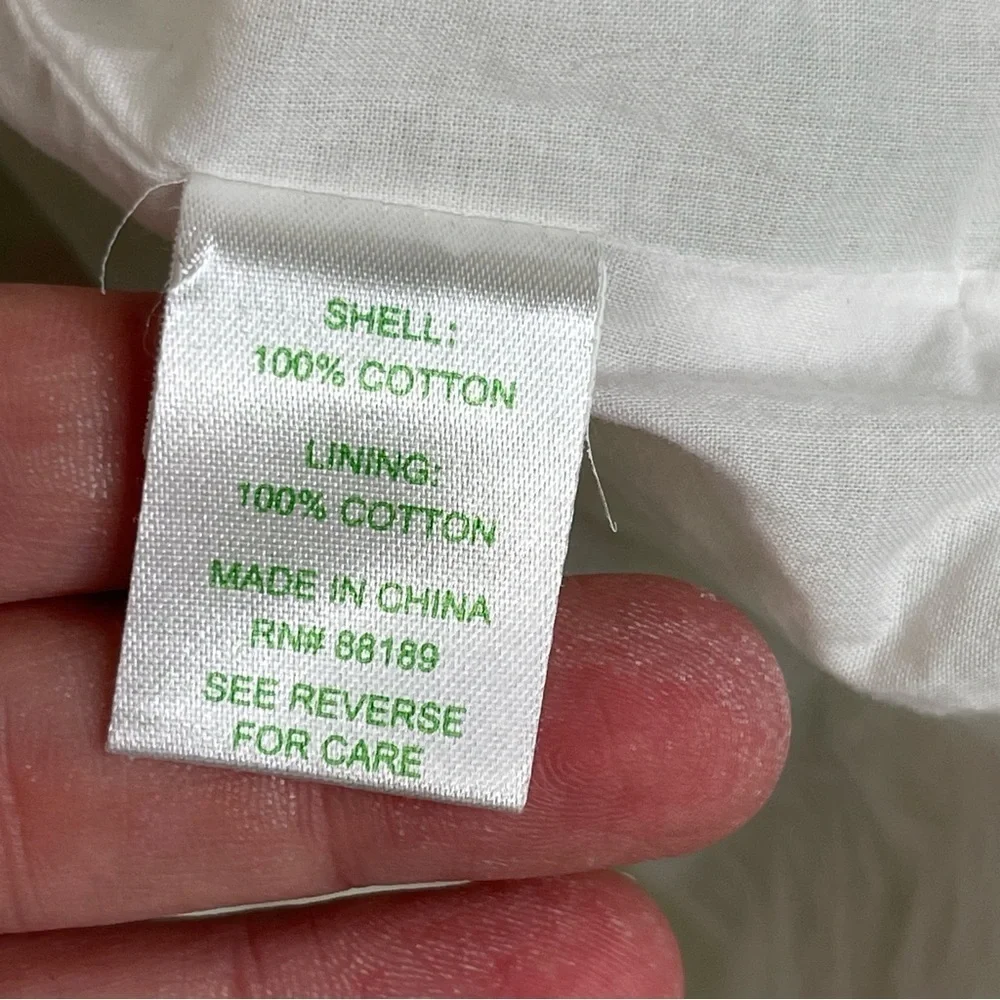 SHELL:
100% COTTON
LINING:
100% COTTON
MADE IN CHINA
RN# 88189
SEE REVERSE
FOR CARE